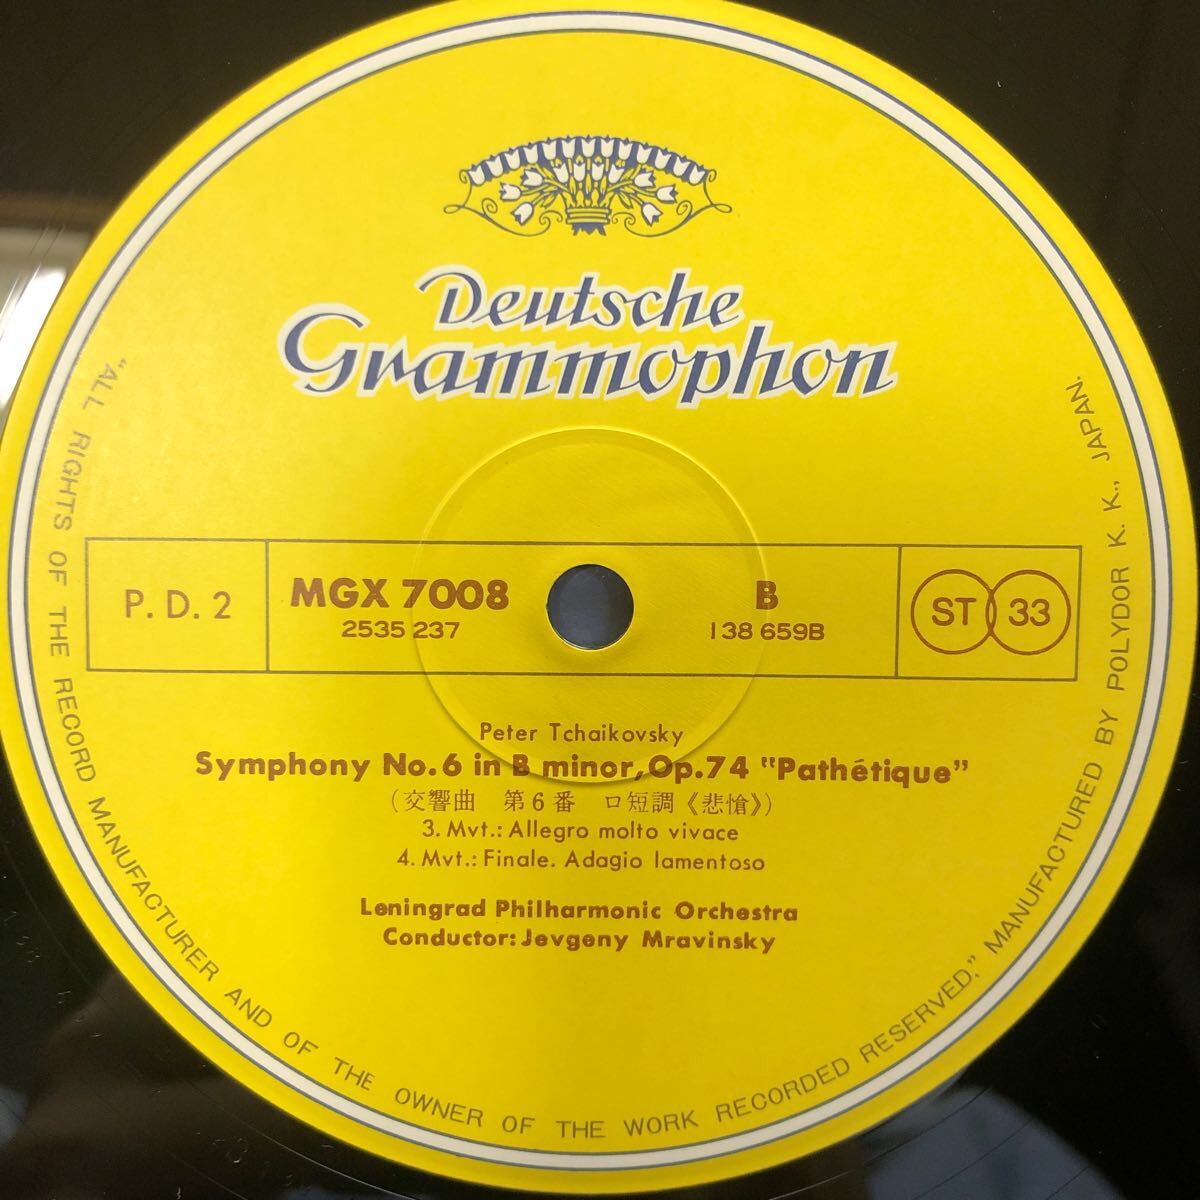 Deutsche
Grammophon
P. D. 2
MGX 7008
2535 237
B
138 659B
ST 33
Peter Tchaikovsky
Symphony No. 6 in B minor, Op. 74 "Pathétique"
(交響曲 第6番 ロ短調《悲愴》)
3. Mvt.: Allegro molto vivace
4. Mvt.: Finale. Adagio lamentoso
Leningrad Philharmonic Orchestra
Conductor: Jevgeny Mravinsky
"ALL RIGHTS OF THE RECORD MANUFACTURER AND OF THE OWNER OF THE WORK RECORDED RESERVED," MANUFACTURED BY POLYDOR K. K., JAPAN.